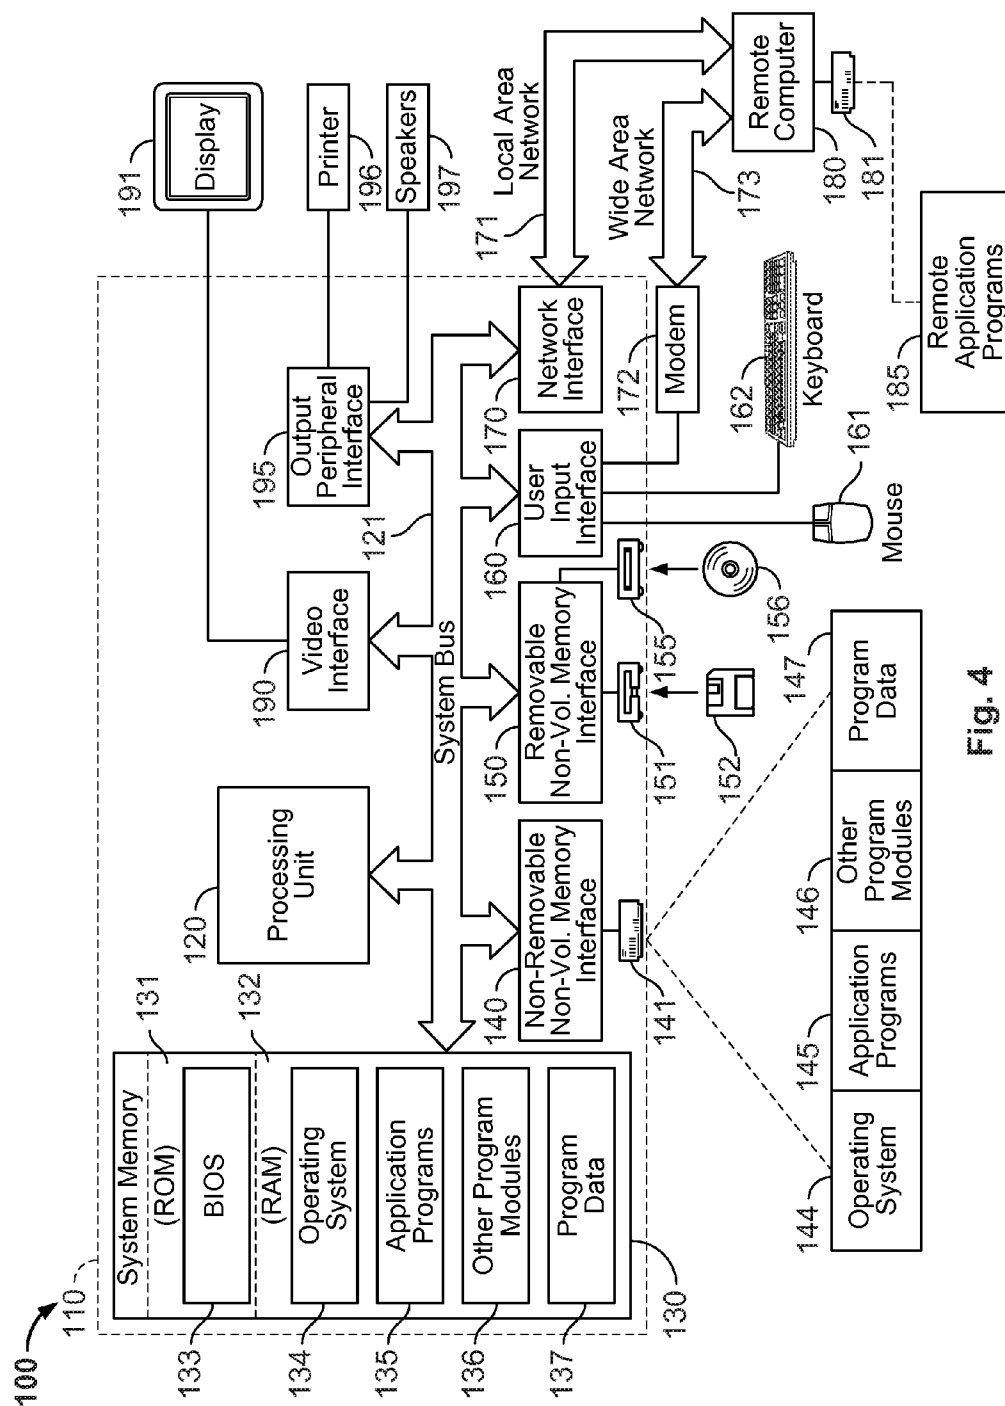 100
110
System Memory
(ROM)
131
BIOS
133
(RAM)
132
Operating
System
134
Application
Programs
135
Other Program
Modules
136
Program
Data
137
130
120
Processing
Unit
190
Video
Interface
195
Output
Peripheral
Interface
191
Display
Printer
196
Speakers
197
System Bus
121
140
Non-Removable
Non-Vol. Memory
Interface
150
Removable
Non-Vol. Memory
Interface
160
User
Input
Interface
170
Network
Interface
171
Local Area
Network
172
Modem
Wide Area
Network
173
Remote
Computer
180
181
141
151
155
152
156
162
Keyboard
161
Mouse
185
Remote
Application
Programs
144
Operating
System
145
Application
Programs
146
Other
Program
Modules
147
Program
Data
Fig. 4